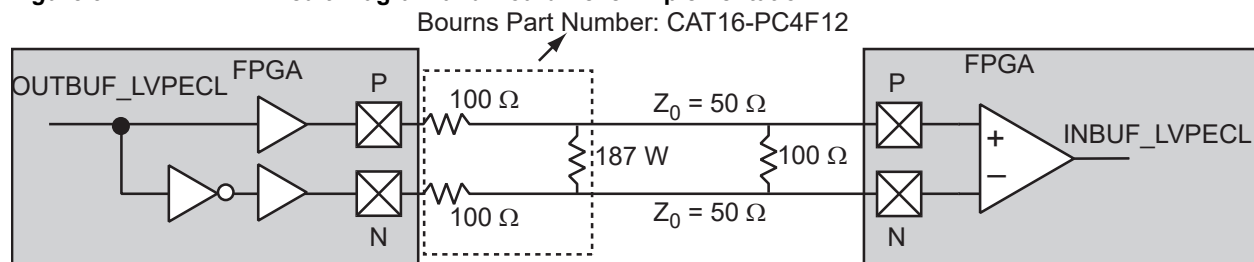 Bourns Part Number: CAT16-PC4F12
OUTBUF_LVPECL
FPGA
P
100 Ω
Z0 = 50 Ω
187 W
100 Ω
100 Ω
Z0 = 50 Ω
N
FPGA
P
+
–
INBUF_LVPECL
N